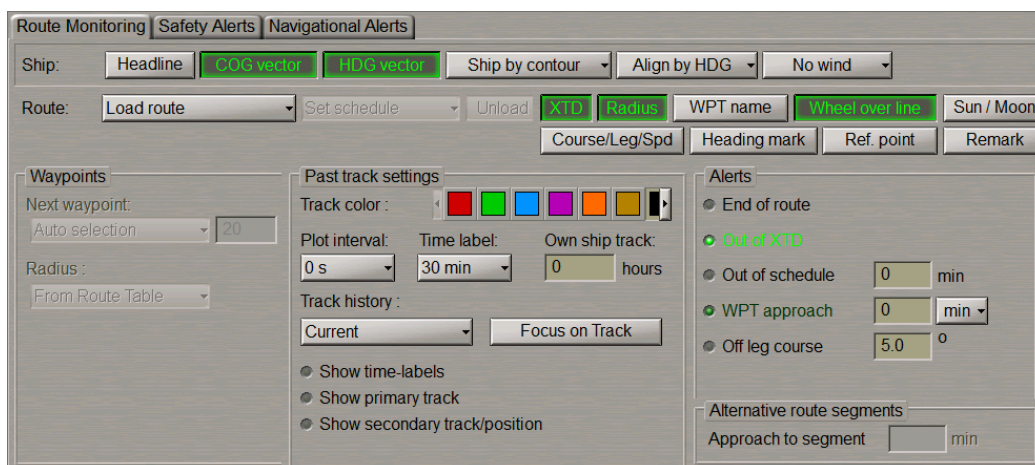 Route Monitoring Safety Alerts Navigational Alerts
Ship: Headline COG vector HDG vector Ship by contour Align by HDG No wind
Route: Load route Set schedule Unload XTD Radius WPT name Wheel over line Sun / Moon
Course/Leg/Spd Heading mark Ref. point Remark
Waypoints
Next waypoint:
Auto selection 20
Radius :
From Route Table
Past track settings
Track color :
Plot interval: Time label: Own ship track:
0 s 30 min 0 hours
Track history :
Current Focus on Track
Show time-labels
Show primary track
Show secondary track/position
Alerts
End of route
Out of XTD
Out of schedule 0 min
WPT approach 0 min
Off leg course 5.0 o
Alternative route segments
Approach to segment min